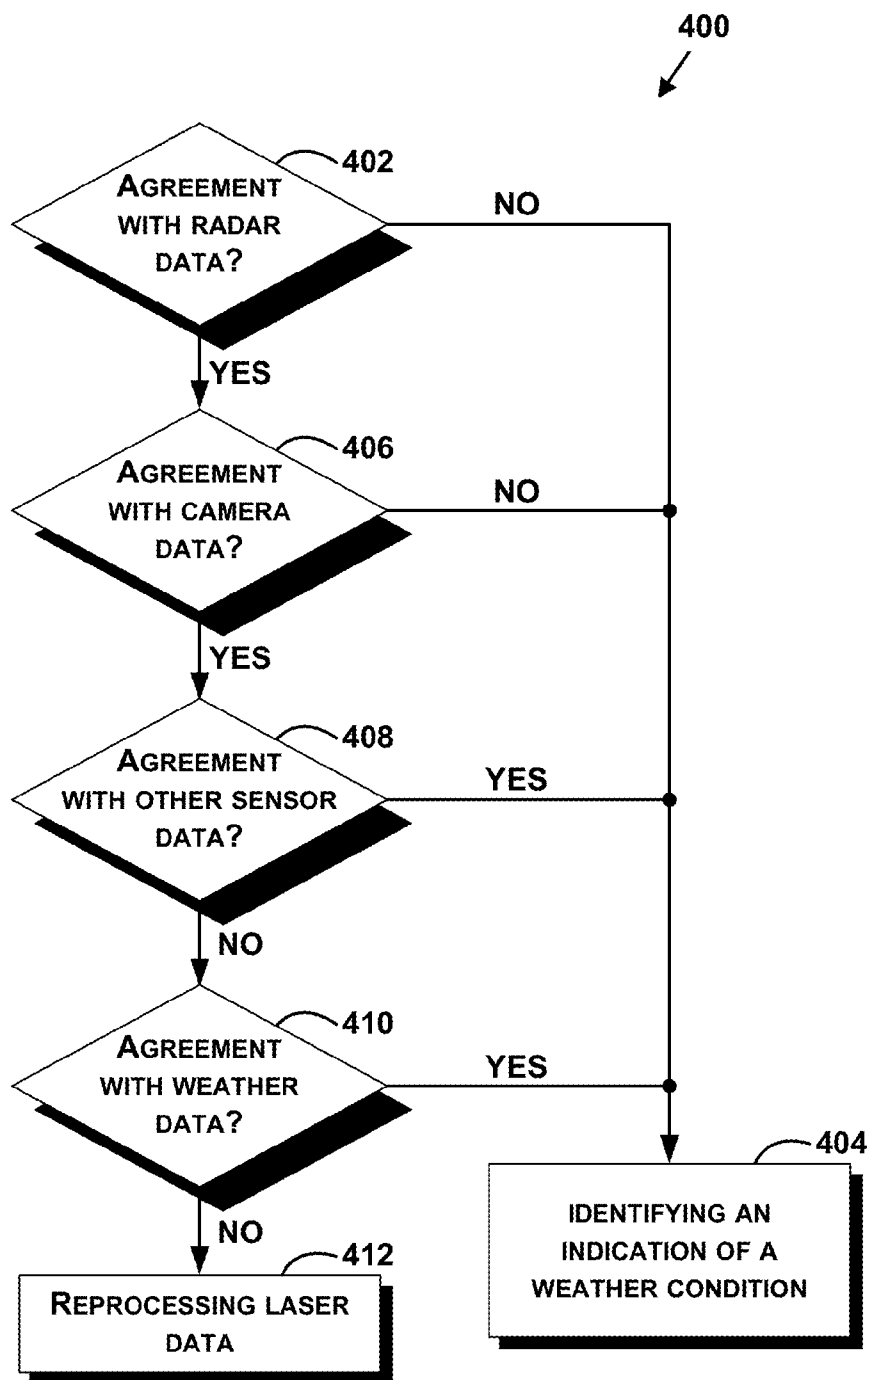 400
402
AGREEMENT
WITH RADAR
DATA?
NO
YES
406
AGREEMENT
WITH CAMERA
DATA?
NO
YES
408
AGREEMENT
WITH OTHER SENSOR
DATA?
YES
NO
410
AGREEMENT
WITH WEATHER
DATA?
YES
NO
404
IDENTIFYING AN
INDICATION OF A
WEATHER CONDITION
412
REPROCESSING LASER
DATA